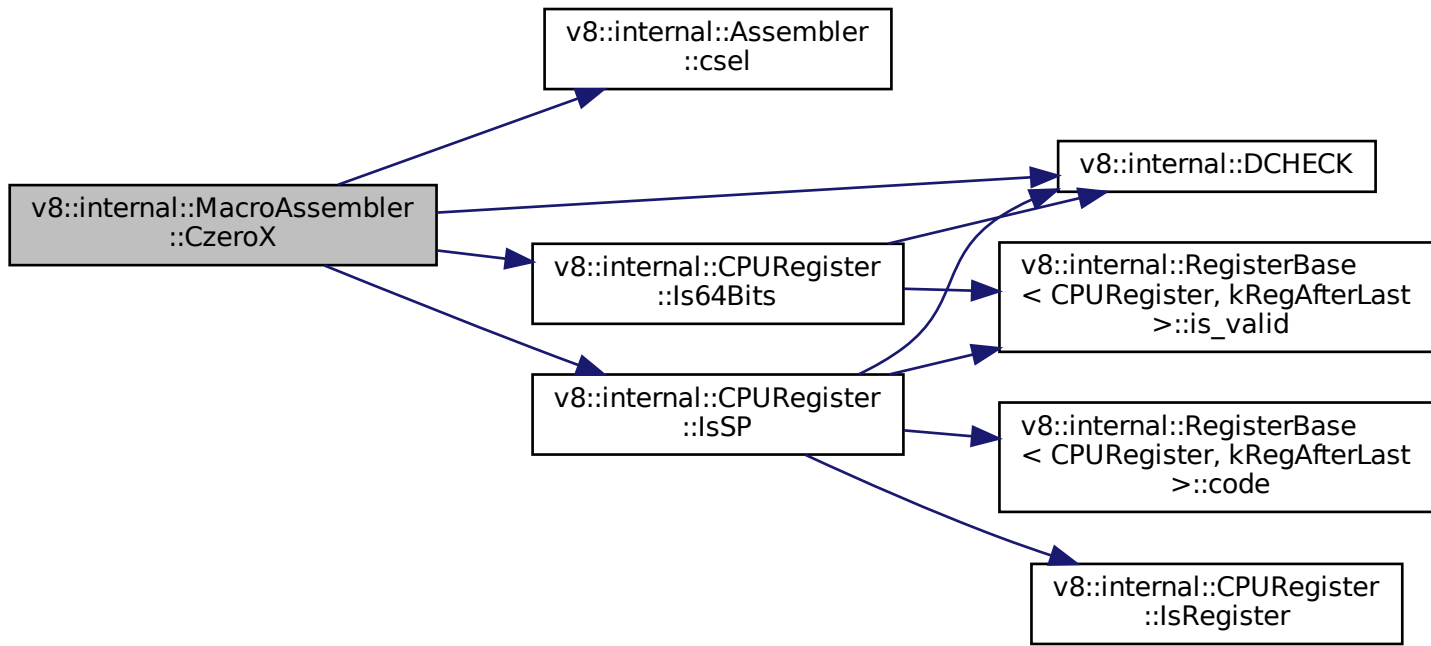 v8::internal::Assembler
::csel
v8::internal::DCHECK
v8::internal::MacroAssembler
::CzeroX
v8::internal::CPURegister
::Is64Bits
v8::internal::RegisterBase
< CPURegister, kRegAfterLast
>::is_valid
v8::internal::CPURegister
::IsSP
v8::internal::RegisterBase
< CPURegister, kRegAfterLast
>::code
v8::internal::CPURegister
::IsRegister